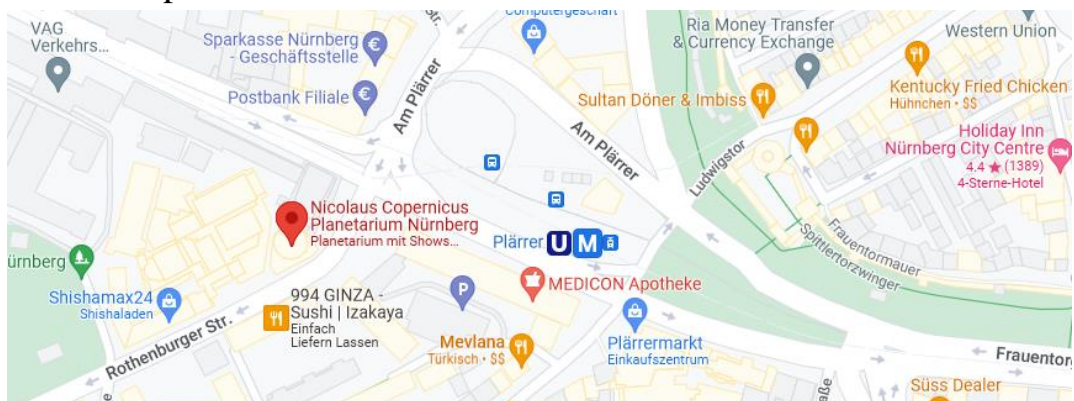 VAG
Verkehrs...
Sparkasse Nürnberg
- Geschäftsstelle
Postbank Filiale
Am Plärrer
Str.
Computergeschäft
Ria Money Transfer
& Currency Exchange
Western Union
Sultan Döner & Imbiss
Kentucky Fried Chicken
Hühnchen • $$
Am Plärrer
Ludwigstor
Holiday Inn
Nürnberg City Centre
4.4 ★ (1389)
4-Sterne-Hotel
Nicolaus Copernicus
Planetarium Nürnberg
Planetarium mit Shows...
Plärrer U M
Frauentormauer
Spittlertorzwinger
ürnberg
Shishamax24
Shishaladen
994 GINZA -
Sushi | Izakaya
Einfach
Liefern Lassen
P
MEDICON Apotheke
Rothenburger Str.
Mevlana
Türkisch • $$
Plärrermarkt
Einkaufszentrum
Frauentorg
Süss Dealer